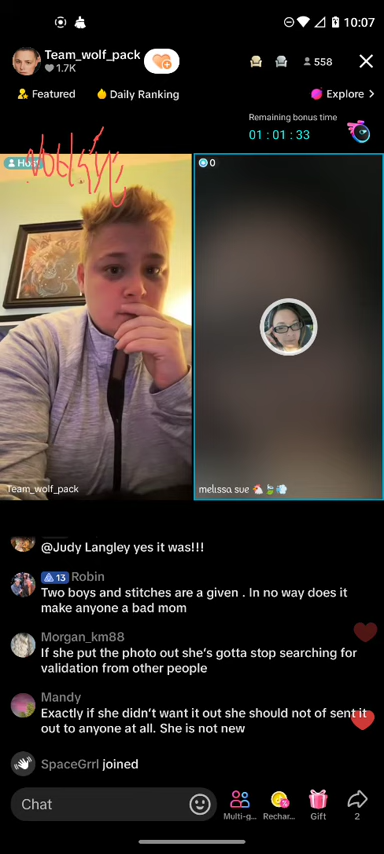 10:07
Team_wolf_pack
1.7K
558
Featured
Daily Ranking
Explore >
Remaining bonus time
01 : 01 : 33
Host
0
Team_wolf_pack
melissa sue 🐔🍃💨
@Judy Langley yes it was!!!
13 Robin
Two boys and stitches are a given . In no way does it
make anyone a bad mom
Morgan_km88
If she put the photo out she's gotta stop searching for
validation from other people
Mandy
Exactly if she didn't want it out she should not of sent it
out to anyone at all. She is not new
SpaceGrrl joined
Chat
Multi-g...
Rechar...
Gift
2